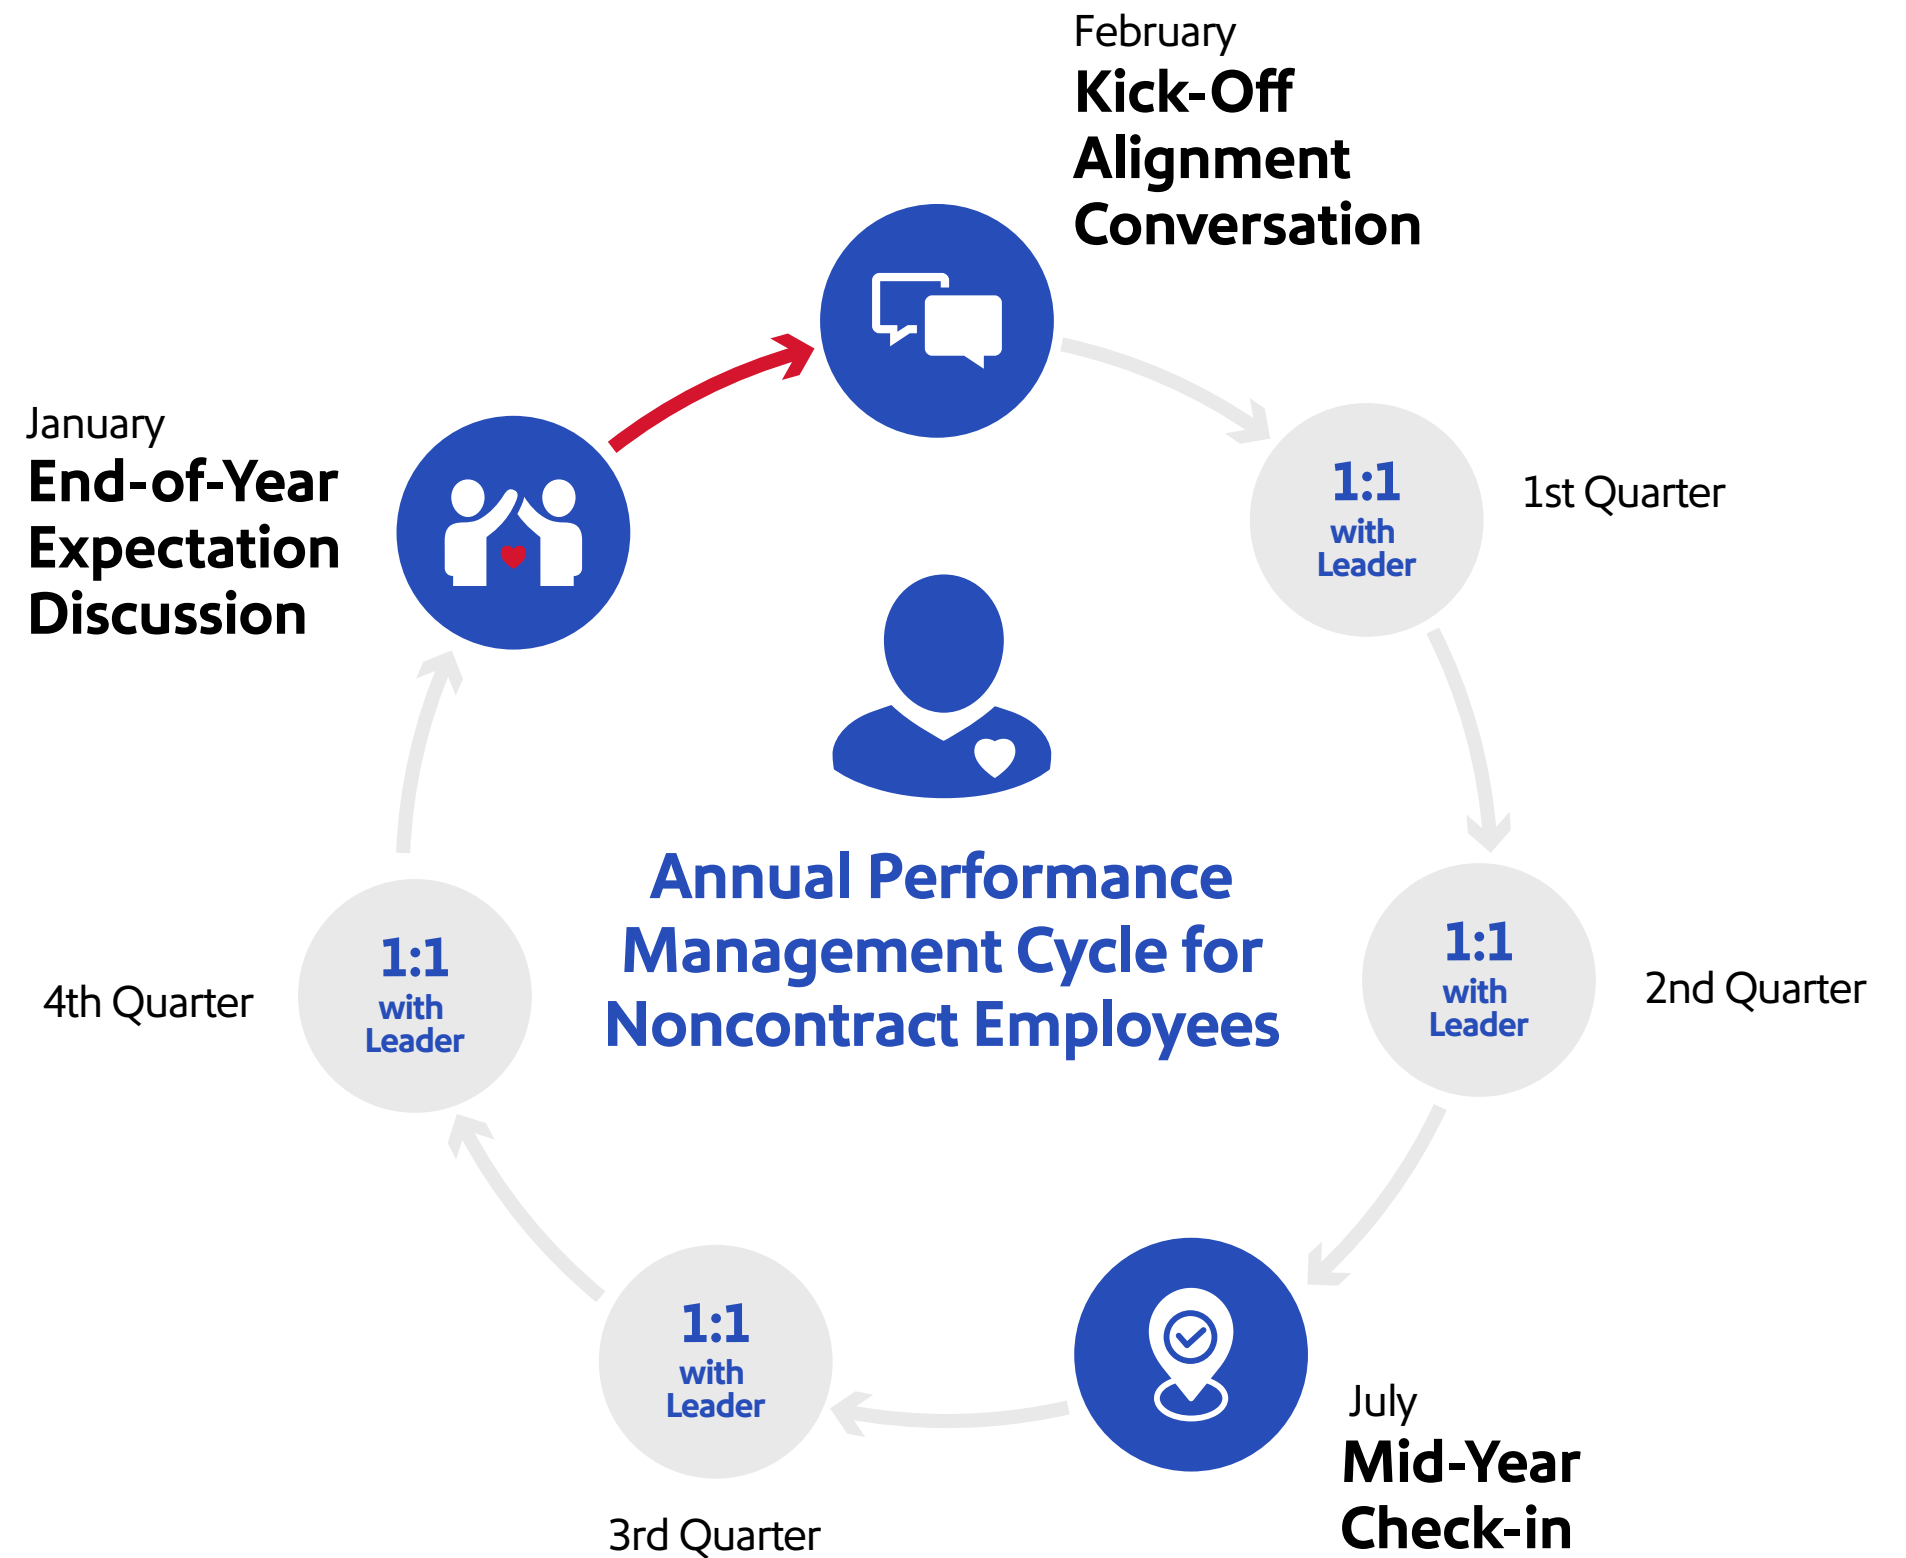 February
Kick-Off
Alignment
Conversation
1:1
with
Leader
1st Quarter
1:1
with
Leader
2nd Quarter
July
Mid-Year
Check-in
1:1
with
Leader
3rd Quarter
1:1
with
Leader
4th Quarter
January
End-of-Year
Expectation
Discussion
Annual Performance
Management Cycle for
Noncontract Employees